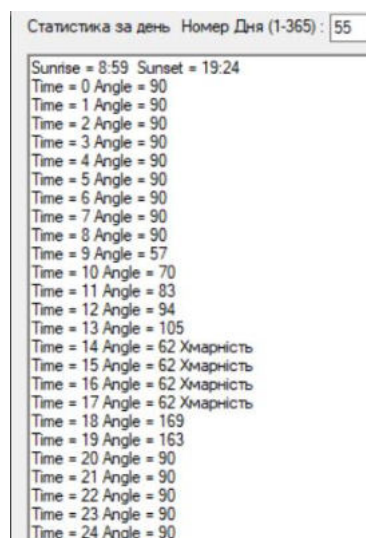 Статистика за день Номер Дня (1-365) : 55
Sunrise = 8:59 Sunset = 19:24
Time = 0 Angle = 90
Time = 1 Angle = 90
Time = 2 Angle = 90
Time = 3 Angle = 90
Time = 4 Angle = 90
Time = 5 Angle = 90
Time = 6 Angle = 90
Time = 7 Angle = 90
Time = 8 Angle = 90
Time = 9 Angle = 57
Time = 10 Angle = 70
Time = 11 Angle = 83
Time = 12 Angle = 94
Time = 13 Angle = 105
Time = 14 Angle = 62 Хмарність
Time = 15 Angle = 62 Хмарність
Time = 16 Angle = 62 Хмарність
Time = 17 Angle = 62 Хмарність
Time = 18 Angle = 169
Time = 19 Angle = 163
Time = 20 Angle = 90
Time = 21 Angle = 90
Time = 22 Angle = 90
Time = 23 Angle = 90
Time = 24 Angle = 90